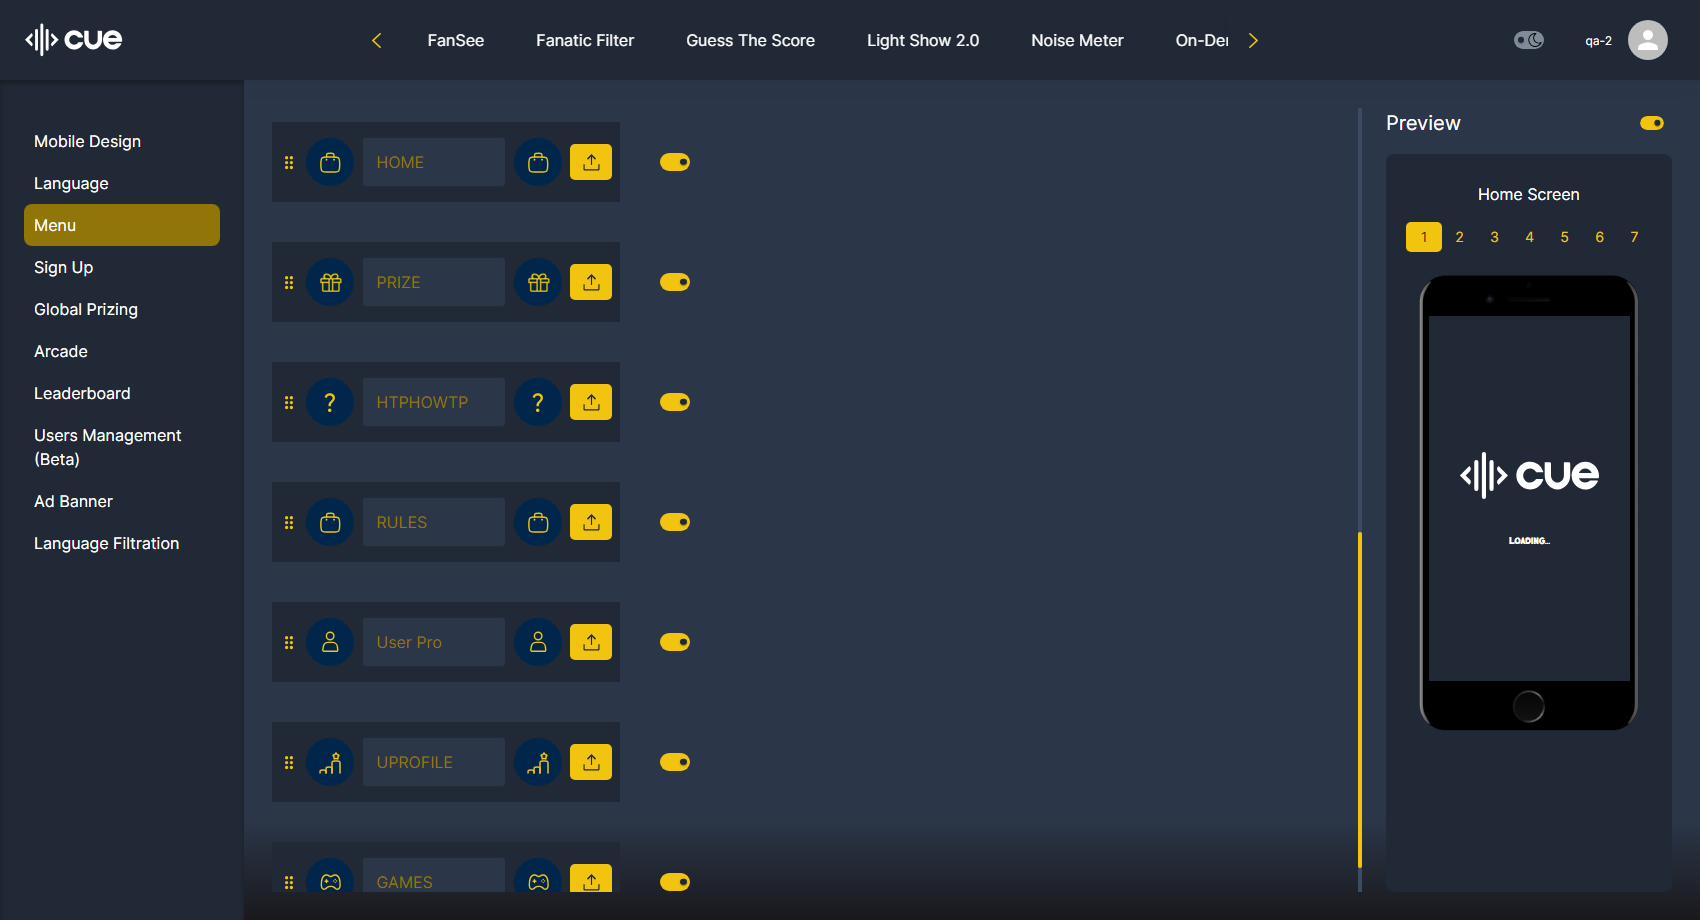 cue
FanSee
Fanatic Filter
Guess The Score
Light Show 2.0
Noise Meter
On-Der
qa-2
Mobile Design
Language
Menu
Sign Up
Global Prizing
Arcade
Leaderboard
Users Management
(Beta)
Ad Banner
Language Filtration
HOME
PRIZE
HTPHOWTP
RULES
User Pro
UPROFILE
GAMES
Preview
Home Screen
1 2 3 4 5 6 7
cue
LOADING...